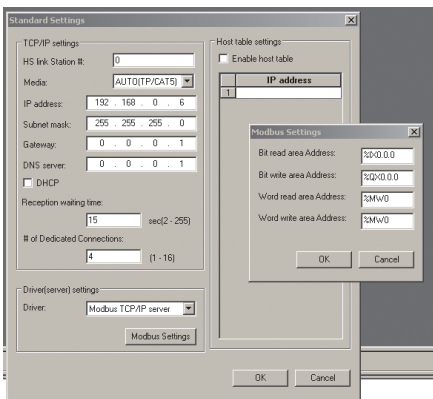 Standard Settings
TCP/IP settings
HS link Station #: 0
Media: AUTO(TP/CAT5)
IP address: 192 . 168 . 0 . 6
Subnet mask: 255 . 255 . 255 . 0
Gateway: 0 . 0 . 0 . 1
DNS server: 0 . 0 . 0 . 1
DHCP
Reception waiting time:
15 sec(2 - 255)
# of Dedicated Connections:
4 (1 - 16)
Driver(server) settings
Driver: Modbus TCP/IP server
Modbus Settings
Host table settings
Enable host table
IP address
1
Modbus Settings
Bit read area Address: %IX0.0.0
Bit write area Address: %QX0.0.0
Word read area Address: %MW0
Word write area Address: %MW0
OK Cancel
OK Cancel